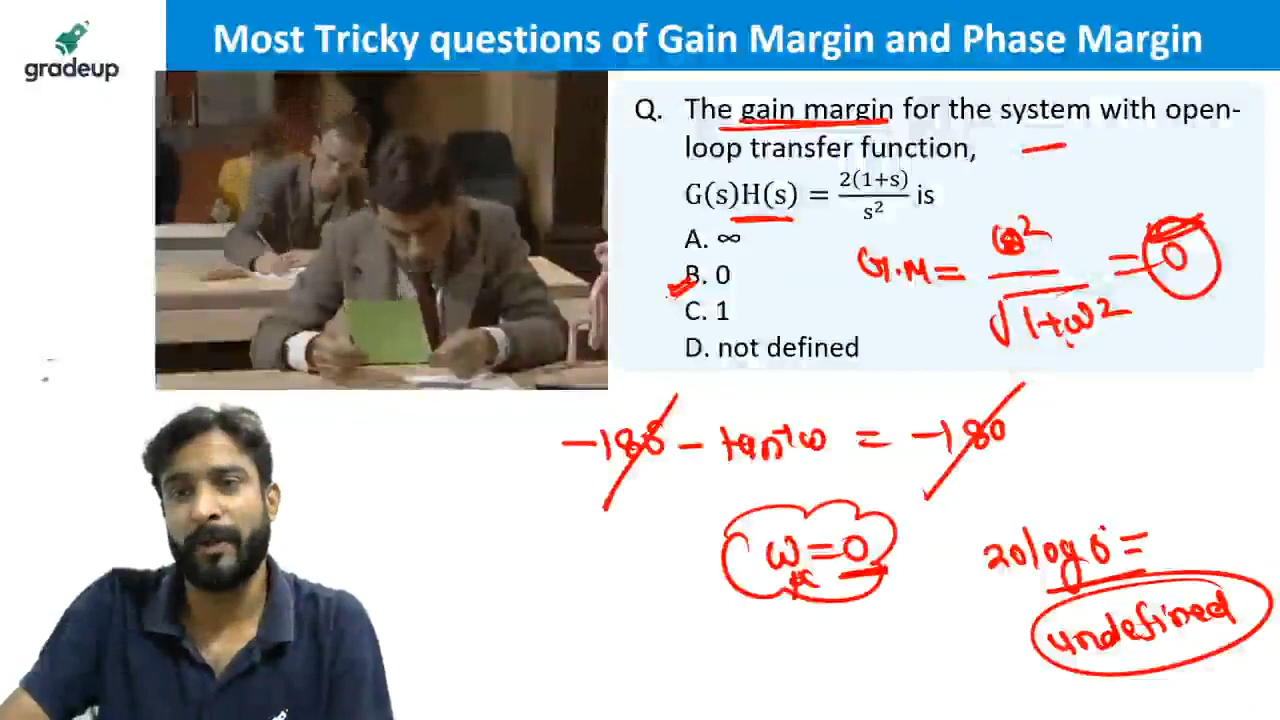 Most Tricky questions of Gain Margin and Phase Margin
gradeup
Q. The gain margin for the system with open-
loop transfer function,
G(s)H(s) = 2(1+s)/s² is
A. ∞
B. 0
C. 1
D. not defined
G.M = ω²/√1+ω² = 0
-180 - tan⁻¹ω = -180
ωpc = 0
20log0 =
undefined